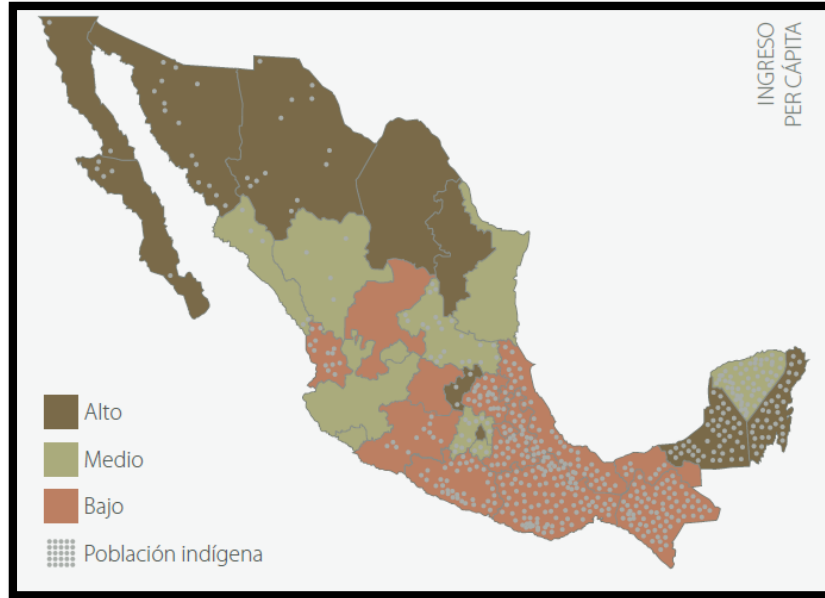 INGRESO
PER CÁPITA
Alto
Medio
Bajo
Población indígena